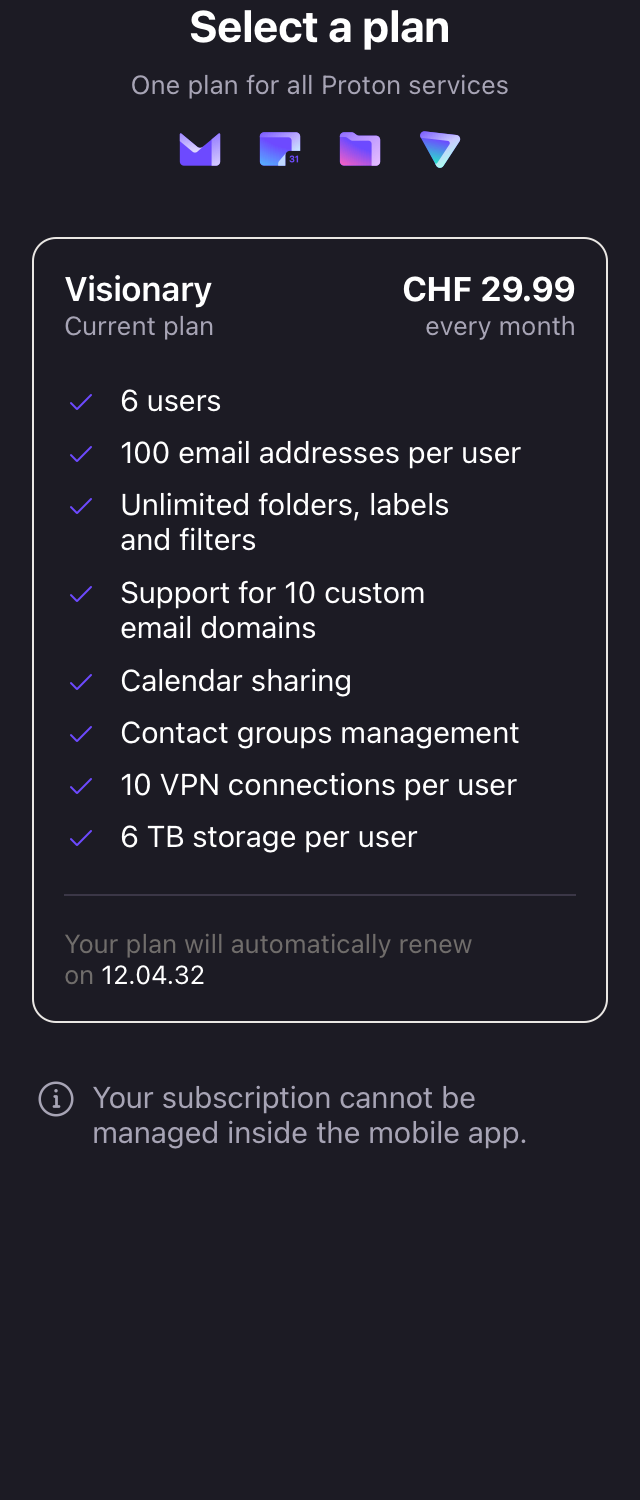 Select a plan
One plan for all Proton services
31
Visionary
CHF 29.99
Current plan
every month
6 users
100 email addresses per user
Unlimited folders, labels
and filters
Support for 10 custom
email domains
Calendar sharing
Contact groups management
10 VPN connections per user
6 TB storage per user
Your plan will automatically renew
on 12.04.32
Your subscription cannot be
managed inside the mobile app.